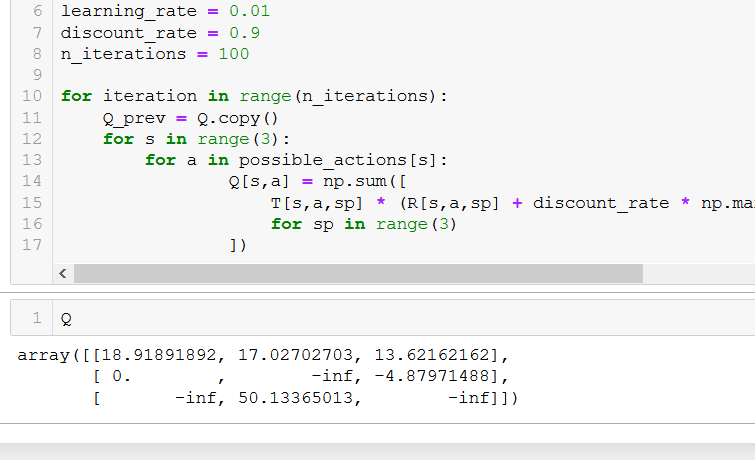 6 learning_rate = 0.01
7 discount_rate = 0.9
8 n_iterations = 100
9
10 for iteration in range(n_iterations):
11     Q_prev = Q.copy()
12     for s in range(3):
13         for a in possible_actions[s]:
14                 Q[s,a] = np.sum([
15                     T[s,a,sp] * (R[s,a,sp] + discount_rate * np.ma
16                     for sp in range(3)
17                 ])
1 Q
array([[18.91891892, 17.02702703, 13.62162162],
       [ 0.        ,        -inf, -4.87971488],
       [       -inf, 50.13365013,        -inf]])